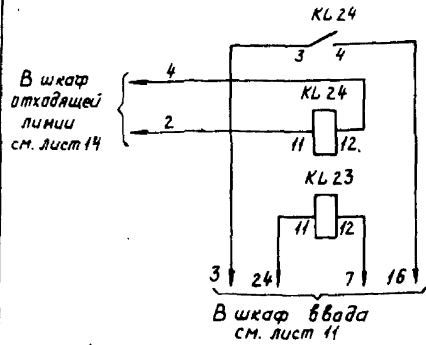 KL 24
3 4
В шкаф
отходящей
линии
см. лист 14
4
KL 24
2
11 12.
KL 23
11 12
3 24 7 16
В шкаф ввада
см. лист 11